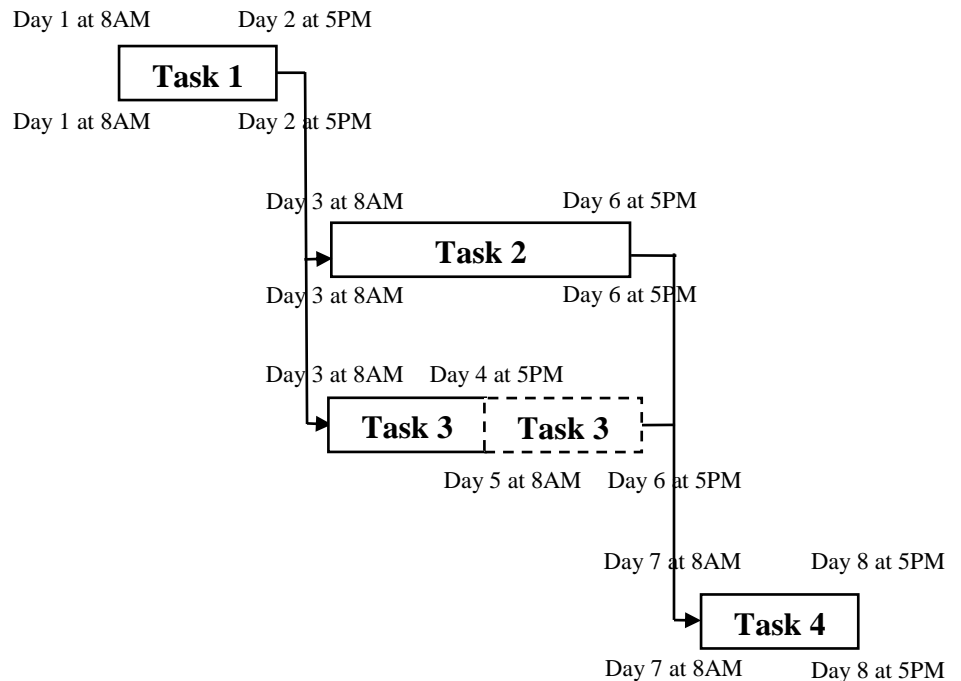 Day 1 at 8AM Day 2 at 5PM
Task 1
Day 1 at 8AM Day 2 at 5PM
Day 3 at 8AM Day 6 at 5PM
Task 2
Day 3 at 8AM Day 6 at 5PM
Day 3 at 8AM Day 4 at 5PM
Task 3 Task 3
Day 5 at 8AM Day 6 at 5PM
Day 7 at 8AM Day 8 at 5PM
Task 4
Day 7 at 8AM Day 8 at 5PM